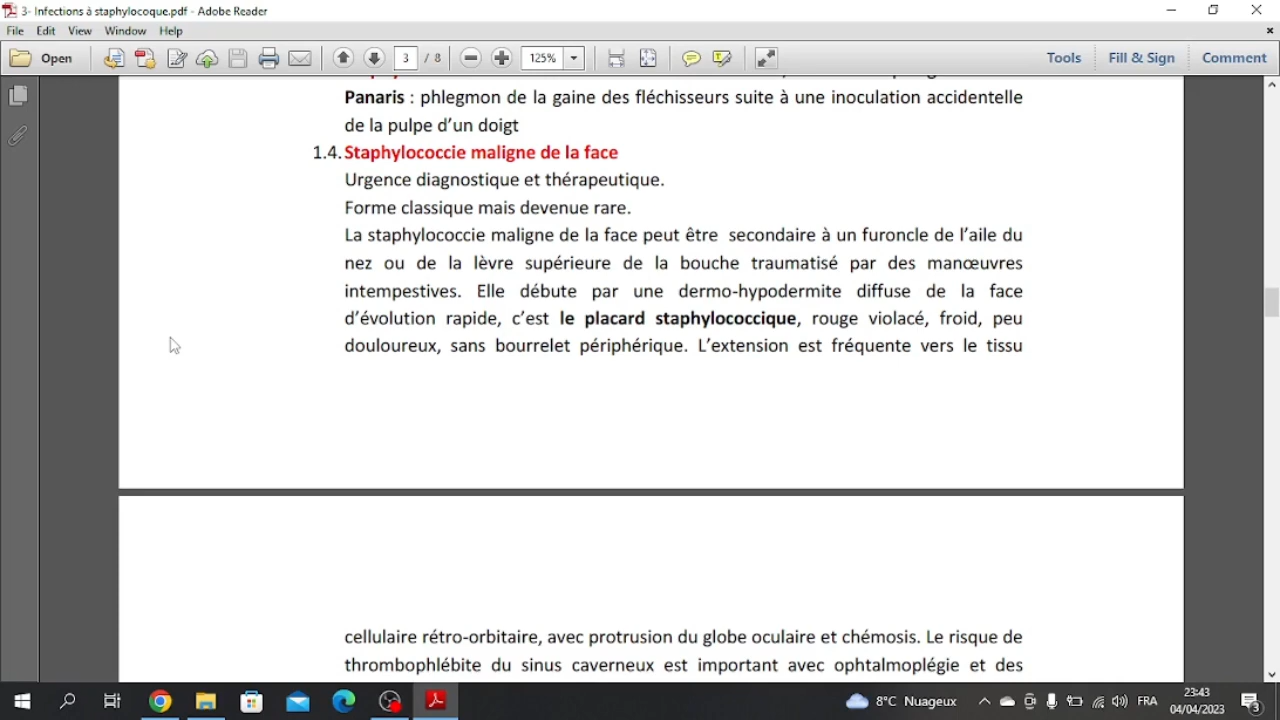 3- Infections à staphylocoque.pdf - Adobe Reader
File Edit View Window Help
Open 3 / 8 125% Tools Fill & Sign Comment
Panaris : phlegmon de la gaine des fléchisseurs suite à une inoculation accidentelle
de la pulpe d'un doigt
1.4. Staphylococcie maligne de la face
Urgence diagnostique et thérapeutique.
Forme classique mais devenue rare.
La staphylococcie maligne de la face peut être secondaire à un furoncle de l'aile du
nez ou de la lèvre supérieure de la bouche traumatisé par des manœuvres
intempestives. Elle débute par une dermo-hypodermite diffuse de la face
d'évolution rapide, c'est le placard staphylococcique, rouge violacé, froid, peu
douloureux, sans bourrelet périphérique. L'extension est fréquente vers le tissu
cellulaire rétro-orbitaire, avec protrusion du globe oculaire et chémosis. Le risque de
thrombophlébite du sinus caverneux est important avec ophtalmoplégie et des
8°C Nuageux FRA 23:43
04/04/2023 3